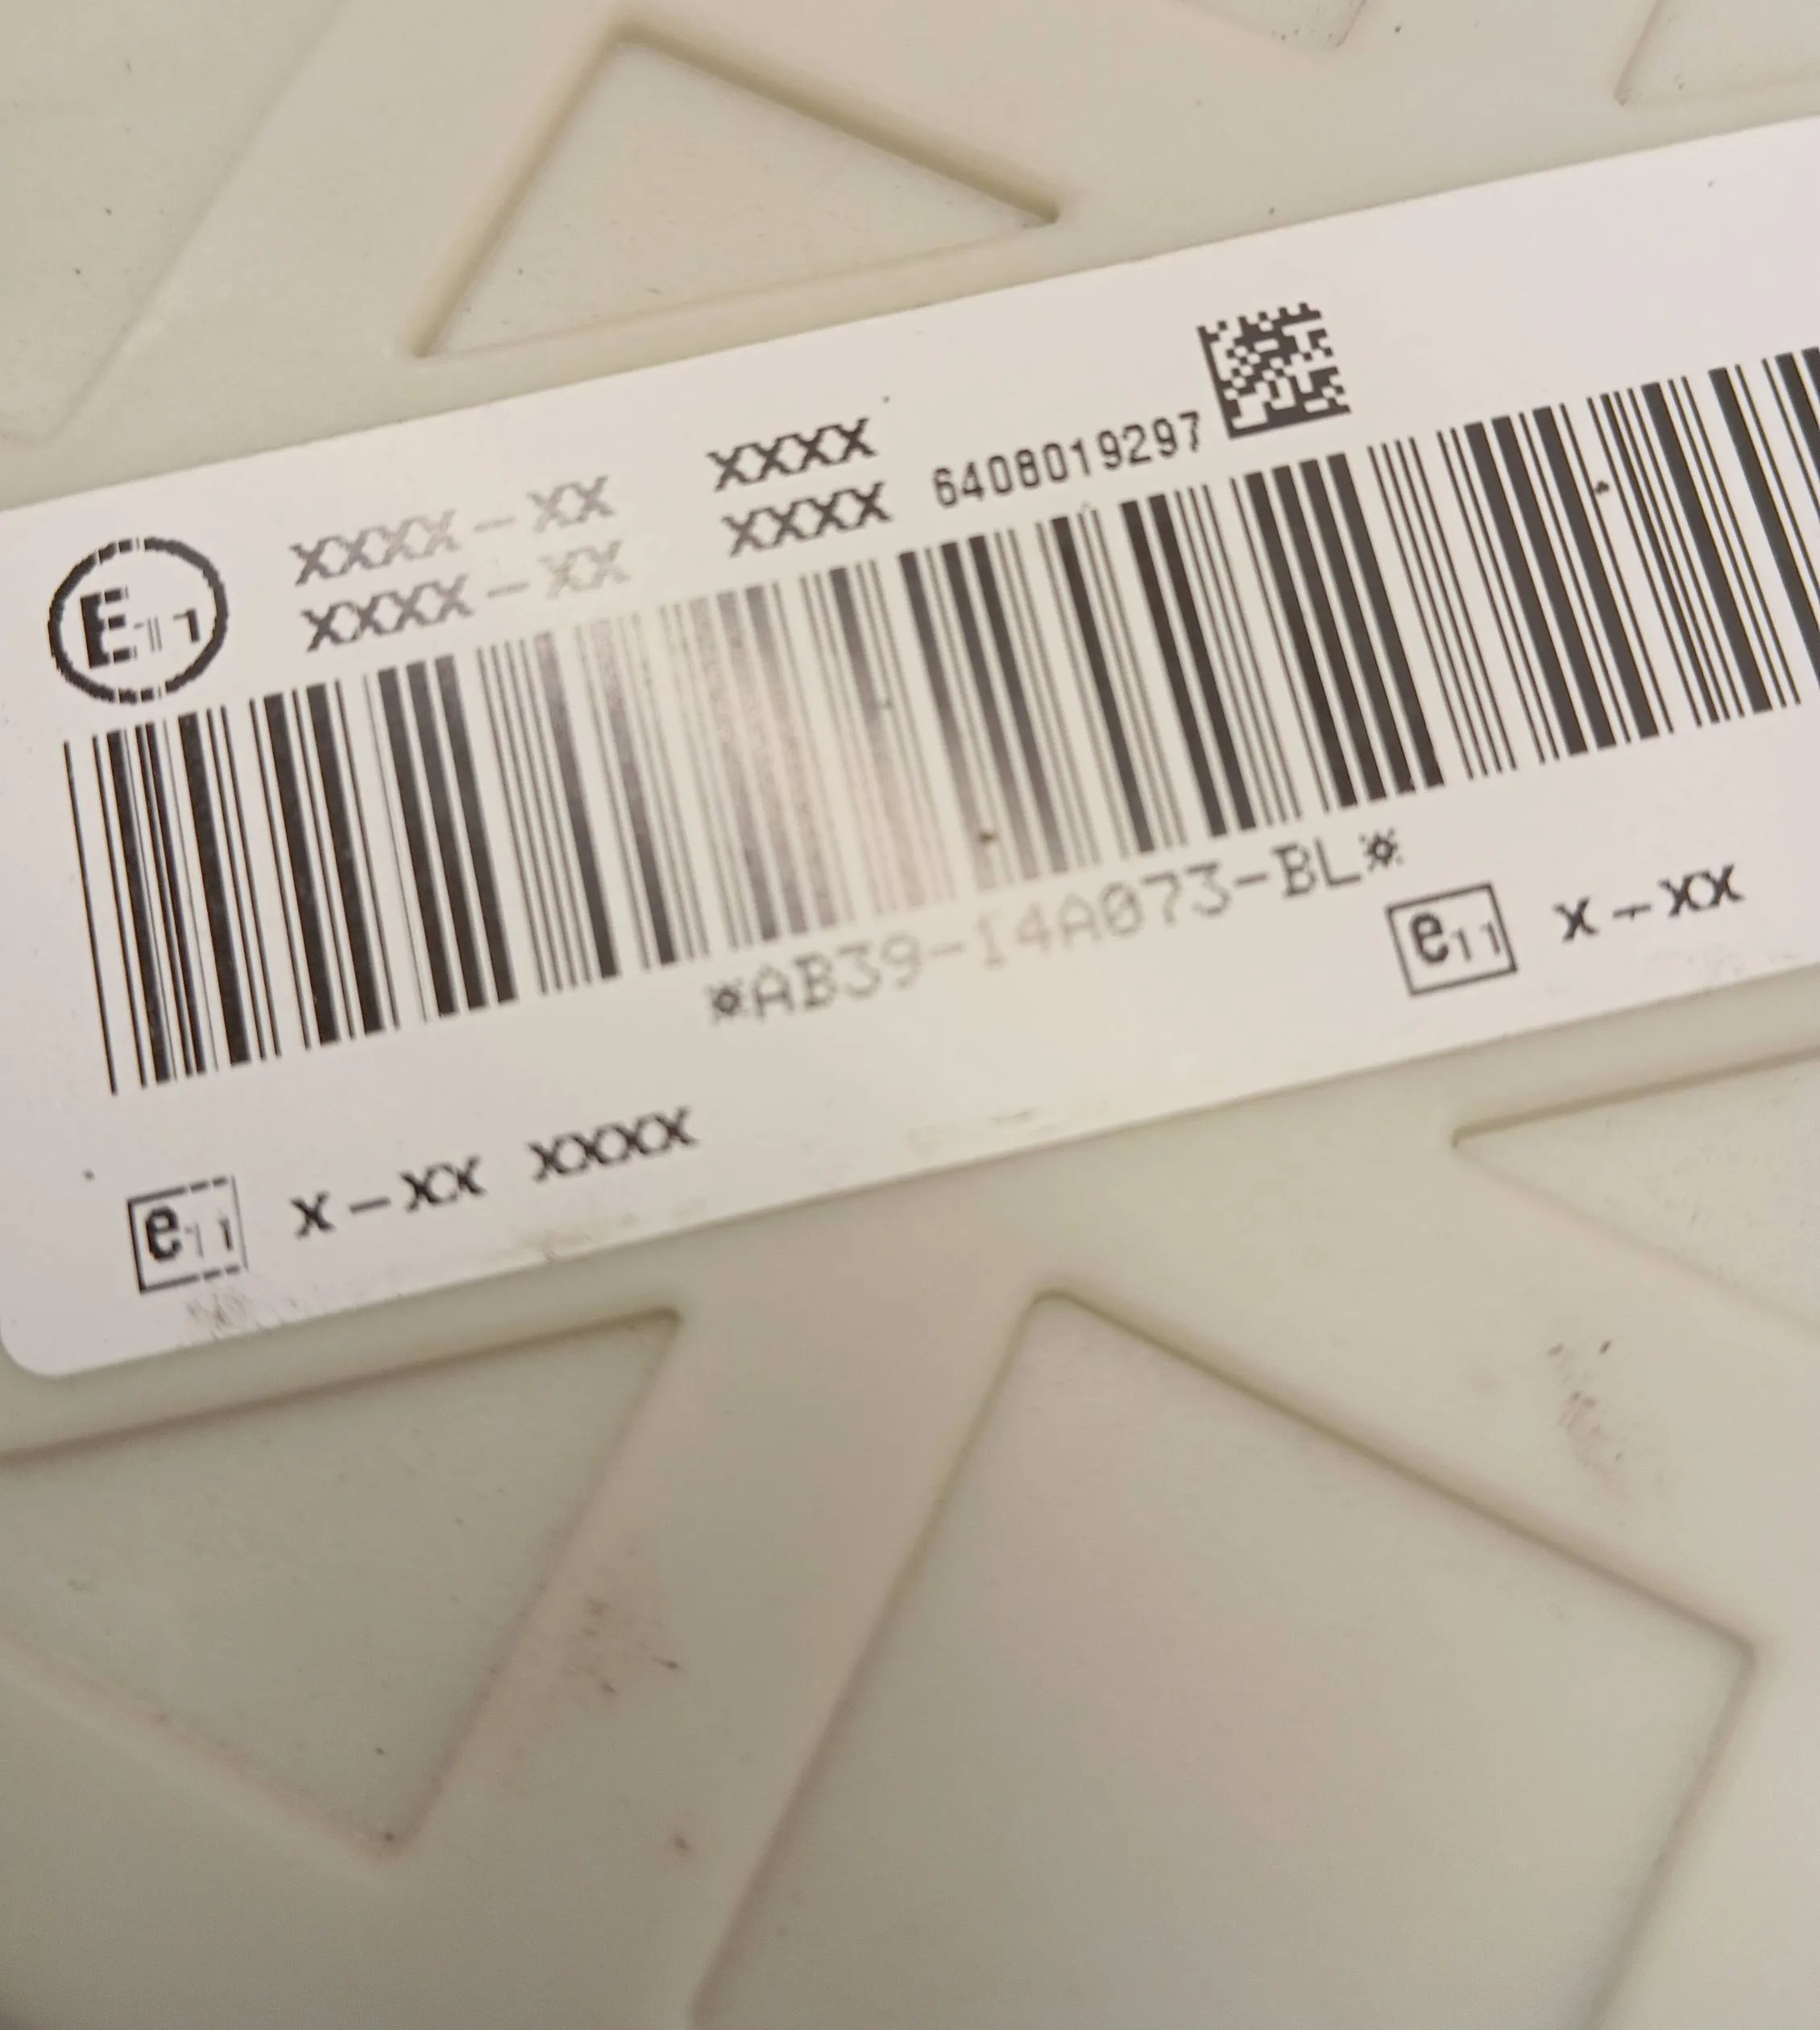 E11 XXXX-XX XXXX
XXXX-XX XXXX 6408019297
*AB39-14A073-BL*
e11 X-XX XXXX
e11 X-XX